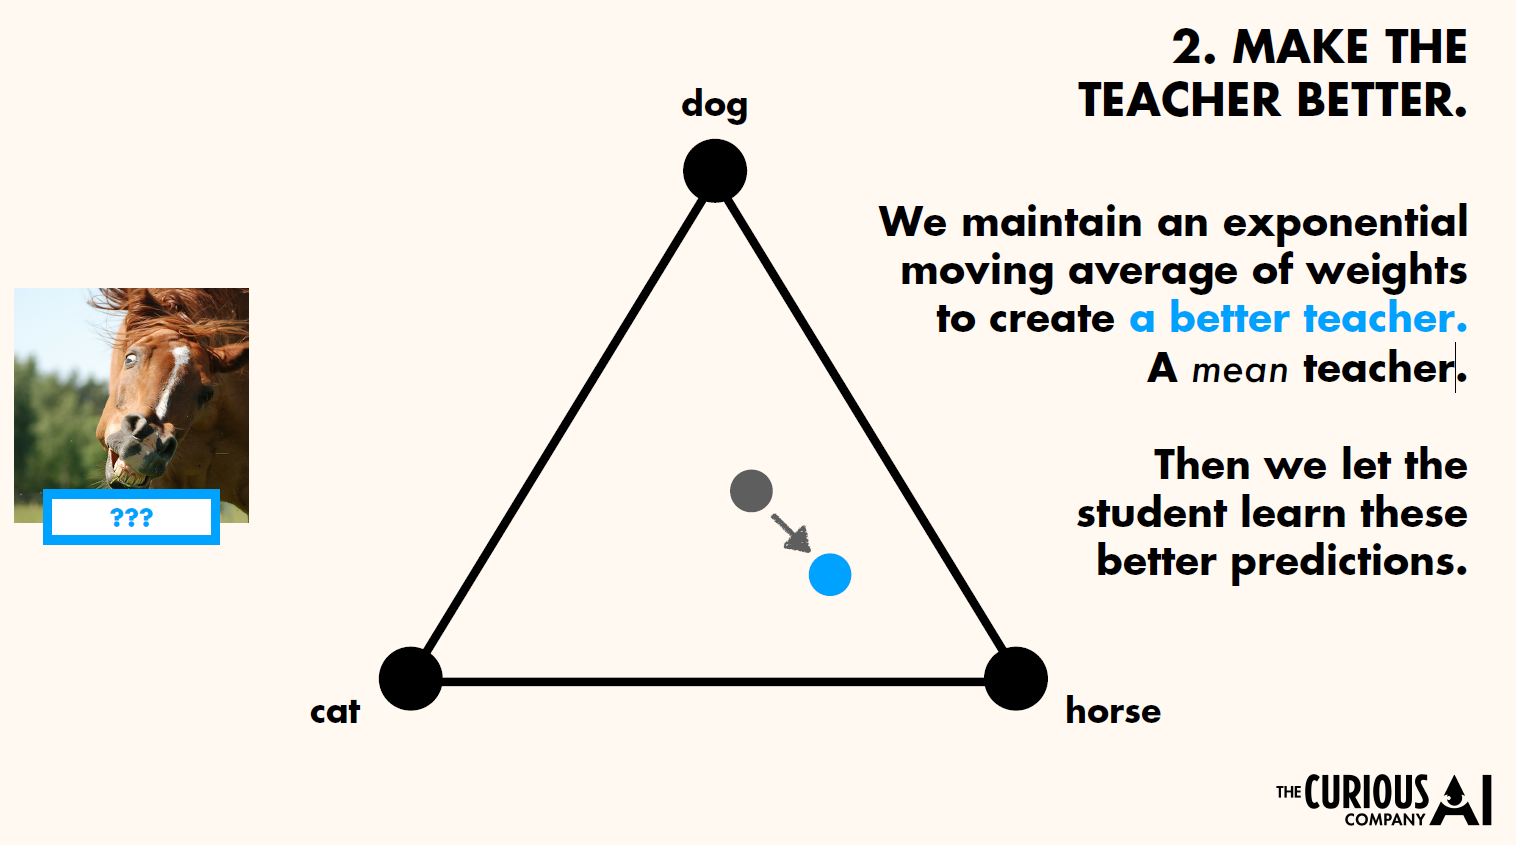 2. MAKE THE
TEACHER BETTER.
dog
We maintain an exponential
moving average of weights
to create a better teacher.
A mean teacher.
Then we let the
student learn these
better predictions.
???
cat
horse
THE CURIOUS AI
COMPANY